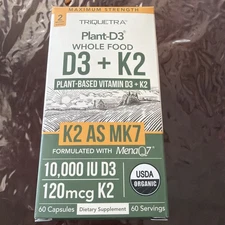 MAXIMUM STRENGTH
2
TRIQUETRA
Plant-D3
WHOLE FOOD
D3 + K2
PLANT-BASED VITAMIN D3 + K2
K2 AS MK7
FORMULATED WITH MenaQ7
10,000 IU D3
120mcg K2
USDA
ORGANIC
60 Capsules Dietary Supplement 60 Servings